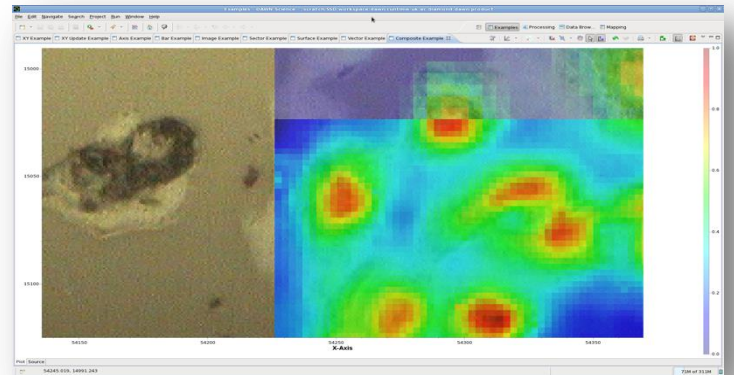 File Edit Navigate Search Project Run Window Help
Examples Processing Data Brow... Mapping
XY Example XY Update Example Axis Example Bar Example Image Example Sector Example Surface Example Vector Example Composite Example
15000
15050
15100
54150 54200 54250 54300 54350
X-Axis
1.0
0.8
0.6
0.4
0.2
0.0
Plot Source
54245.019, 14991.243
71M of 311M